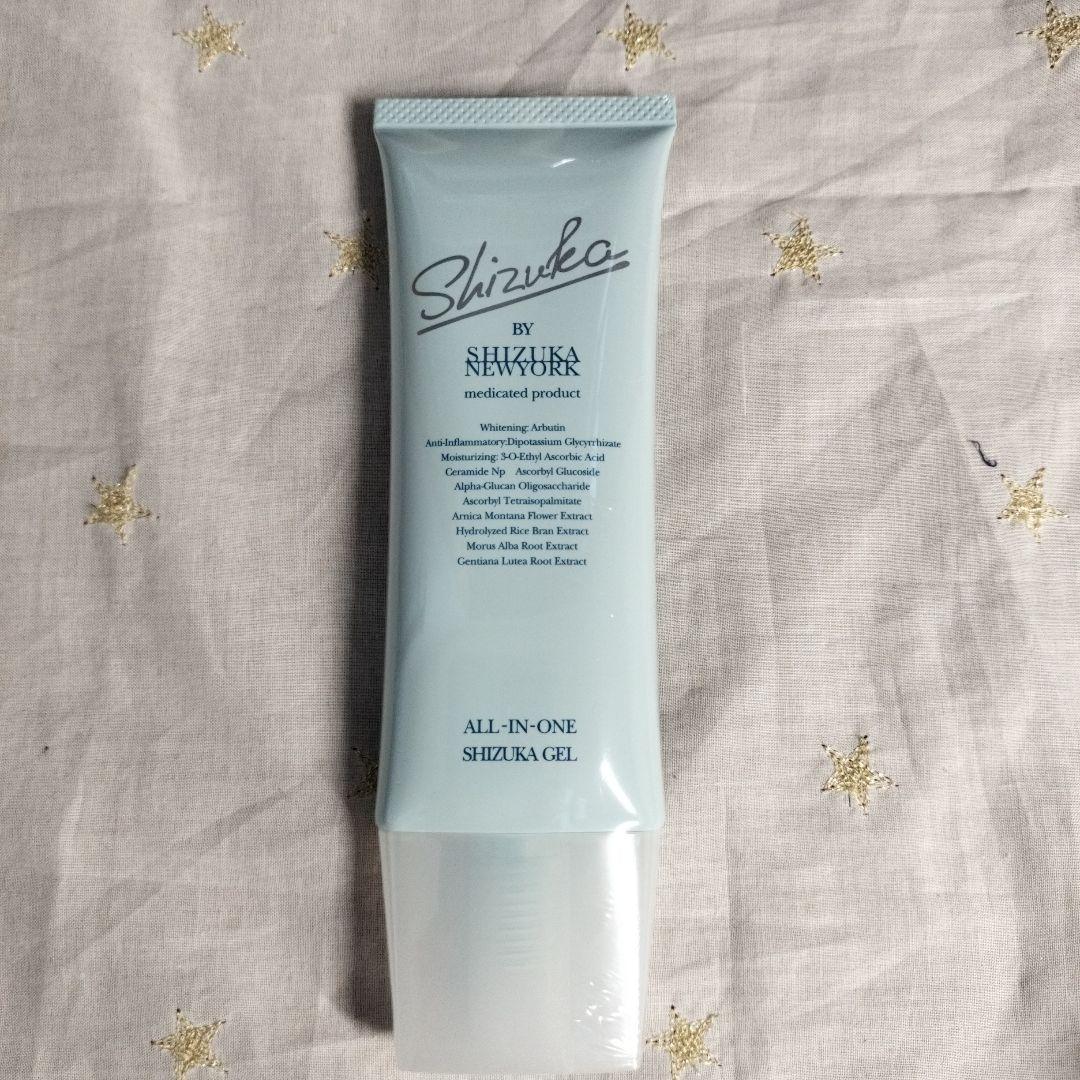 Shizuka
BY
SHIZUKA
NEWYORK
medicated product
Whitening: Arbutin
Anti-Inflammatory:Dipotassium Glycyrrhizate
Moisturizing: 3-O-Ethyl Ascorbic Acid
Ceramide Np Ascorbyl Glucoside
Alpha-Glucan Oligosaccharide
Ascorbyl Tetraisopalmitate
Arnica Montana Flower Extract
Hydrolyzed Rice Bran Extract
Morus Alba Root Extract
Gentiana Lutea Root Extract
ALL-IN-ONE
SHIZUKA GEL